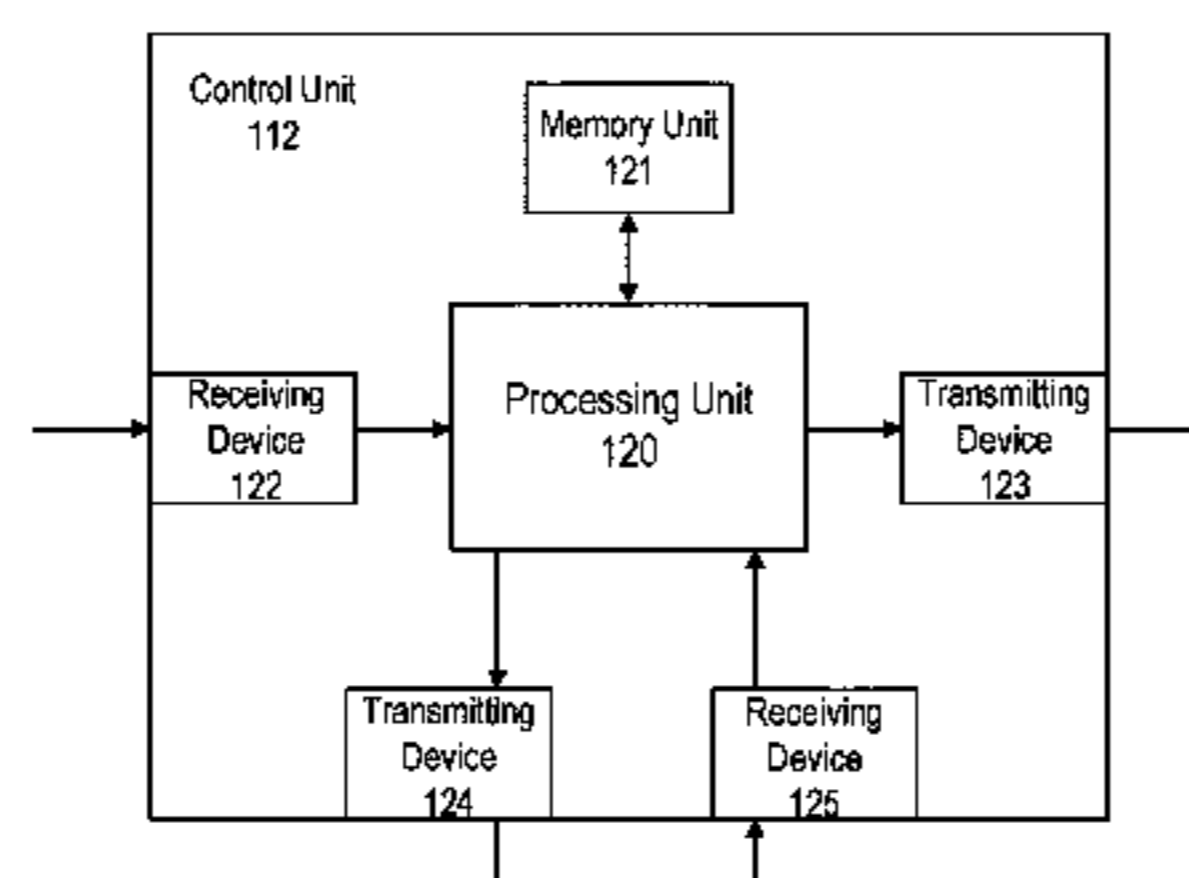 Control Unit
112
Memory Unit
121
Receiving
Device
122
Processing Unit
120
Transmitting
Device
123
Transmitting
Device
124
Receiving
Device
125